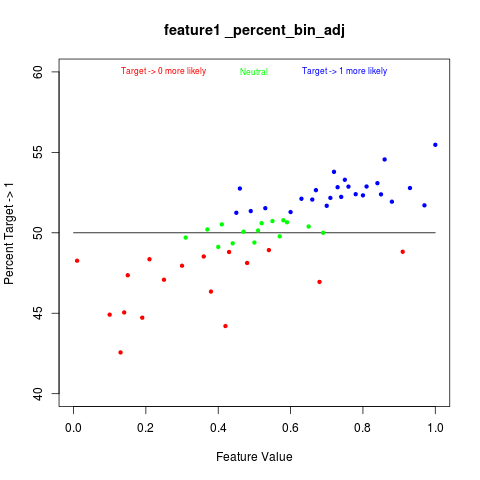 feature1 _percent_bin_adj
Target -> 0 more likely
Neutral
Target -> 1 more likely
Percent Target -> 1
60
55
50
45
40
0.0
0.2
0.4
0.6
0.8
1.0
Feature Value